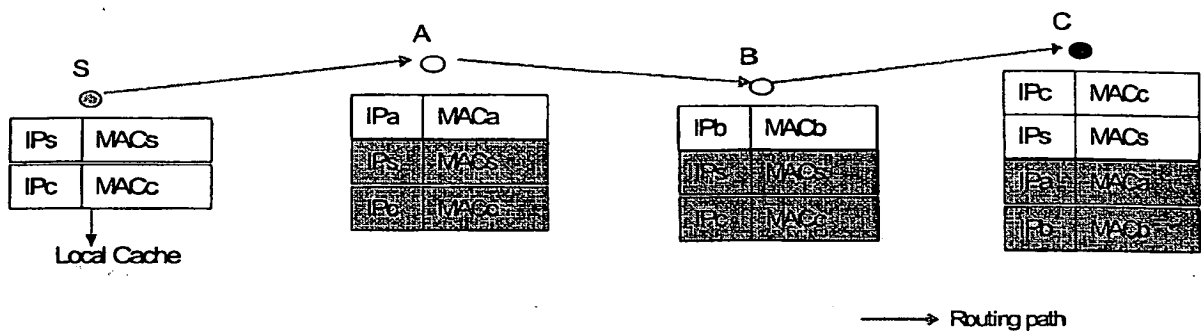 S
A
B
C
IPs MACs
IPc MACc
Local Cache
IPa MACa
IPs MACs
IPc MACc
IPb MACb
IPs MACs
IPc MACc
IPc MACc
IPs MACs
IPa MACa
IPb MACb
Routing path